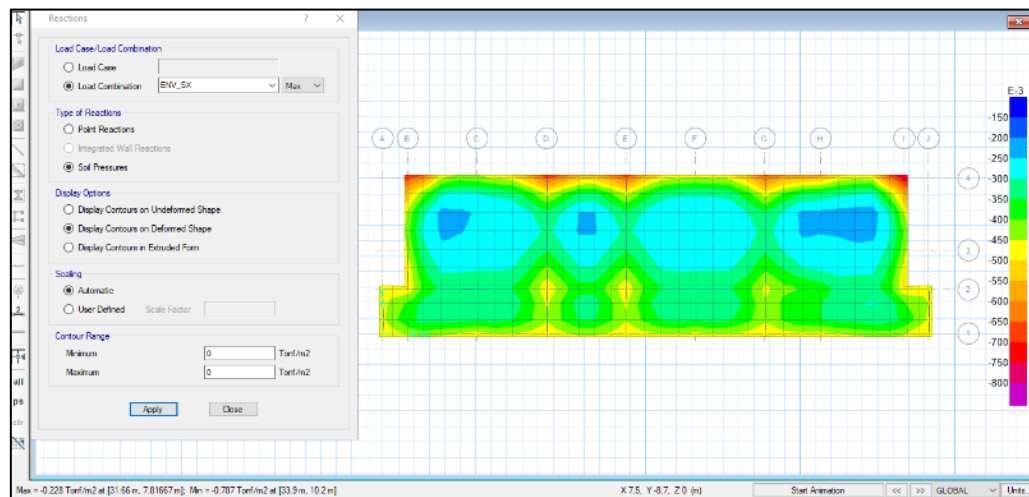 Reactions
Load Case/Load Combination
Load Case
Load Combination ENV_SX Max
Type of Reactions
Point Reactions
Integrated Wall Reactions
Soil Pressures
Display Options
Display Contours on Undeformed Shape
Display Contours on Deformed Shape
Display Contours in Extruded Form
Scaling
Automatic
User Defined Scale Factor
Contour Range
Minimum 0 Tonf/m2
Maximum 0 Tonf/m2
Apply Close
all
ps
clr
A B C D E F G H I J
4
3
2
1
E-3
-150
-200
-250
-300
-350
-400
-450
-500
-550
-600
-650
-700
-750
-800
Max = -0.228 Tonf/m2 at [31.66 m, 7.81667 m]; Min = -0.787 Tonf/m2 at [33.9 m, 10.2 m]
X 7.5, Y -8.7, Z 0 (m)
Start Animation << >> GLOBAL Units